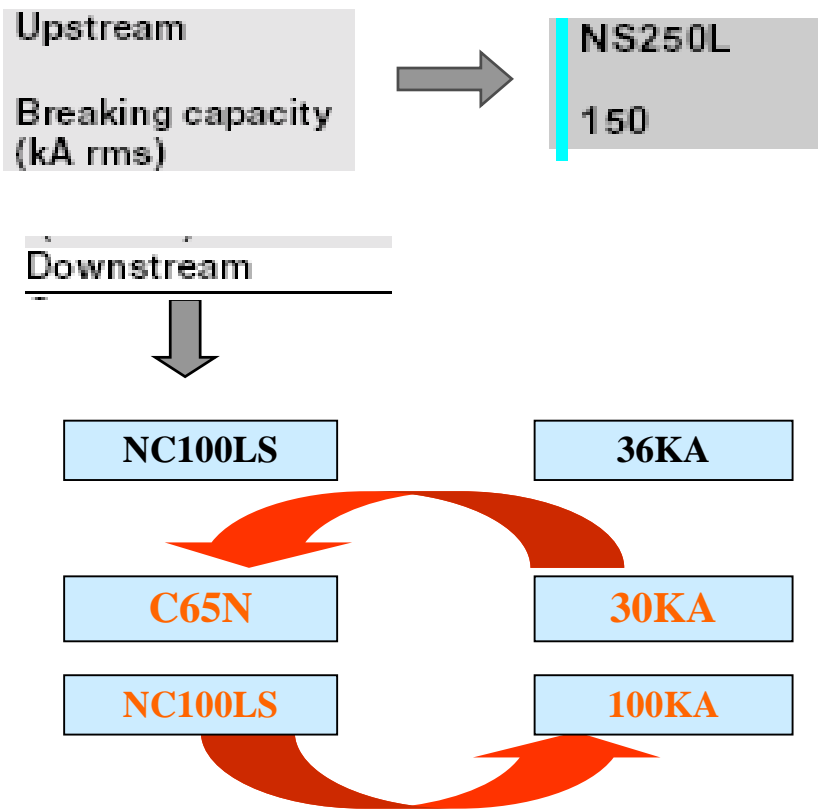 Upstream
NS250L
Breaking capacity
(kA rms)
150
Downstream
NC100LS
36KA
C65N
30KA
NC100LS
100KA